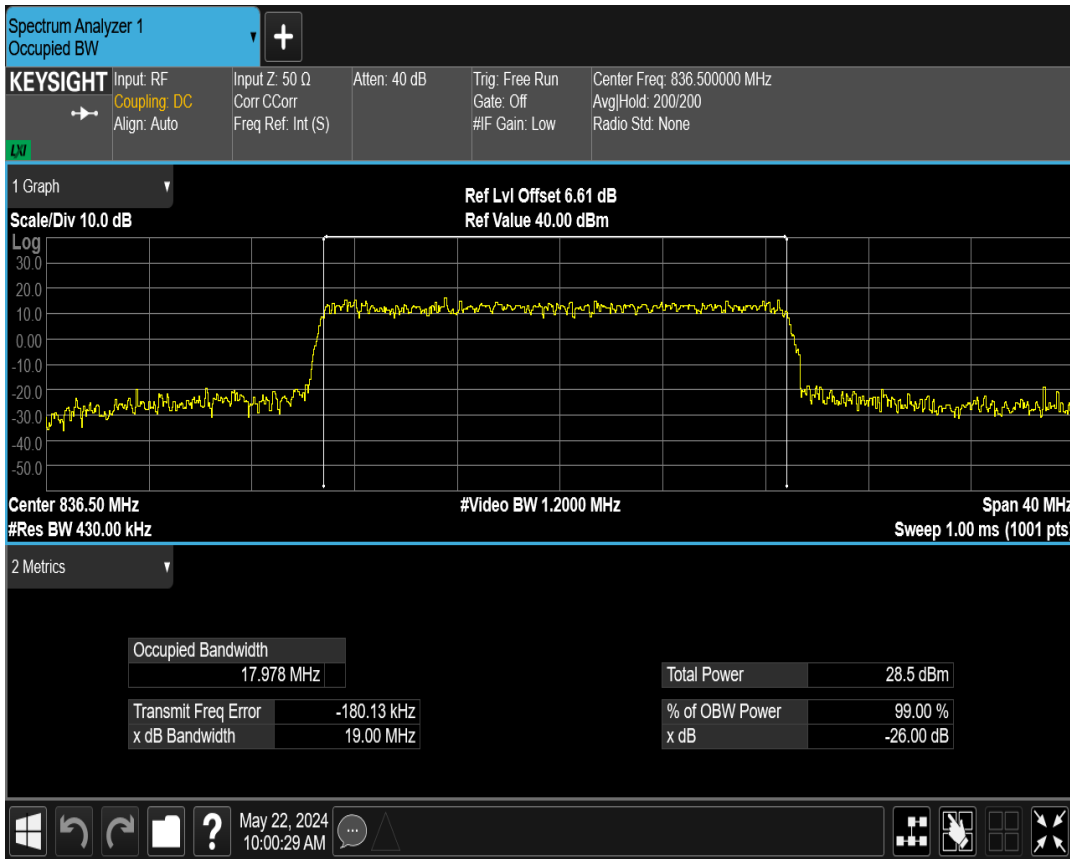 Spectrum Analyzer 1
Occupied BW
KEYSIGHT
LXI
Input: RF
Coupling: DC
Align: Auto
Input Z: 50 Ω
Corr CCorr
Freq Ref: Int (S)
Atten: 40 dB
Trig: Free Run
Gate: Off
#IF Gain: Low
Center Freq: 836.500000 MHz
Avg|Hold: 200/200
Radio Std: None
1 Graph
Scale/Div 10.0 dB
Ref Lvl Offset 6.61 dB
Ref Value 40.00 dBm
Log
30.0
20.0
10.0
0.00
-10.0
-20.0
-30.0
-40.0
-50.0
Center 836.50 MHz
#Video BW 1.2000 MHz
Span 40 MHz
#Res BW 430.00 kHz
Sweep 1.00 ms (1001 pts)
2 Metrics
Occupied Bandwidth
17.978 MHz
Total Power 28.5 dBm
Transmit Freq Error -180.13 kHz
% of OBW Power 99.00 %
x dB Bandwidth 19.00 MHz
x dB -26.00 dB
?
May 22, 2024
10:00:29 AM